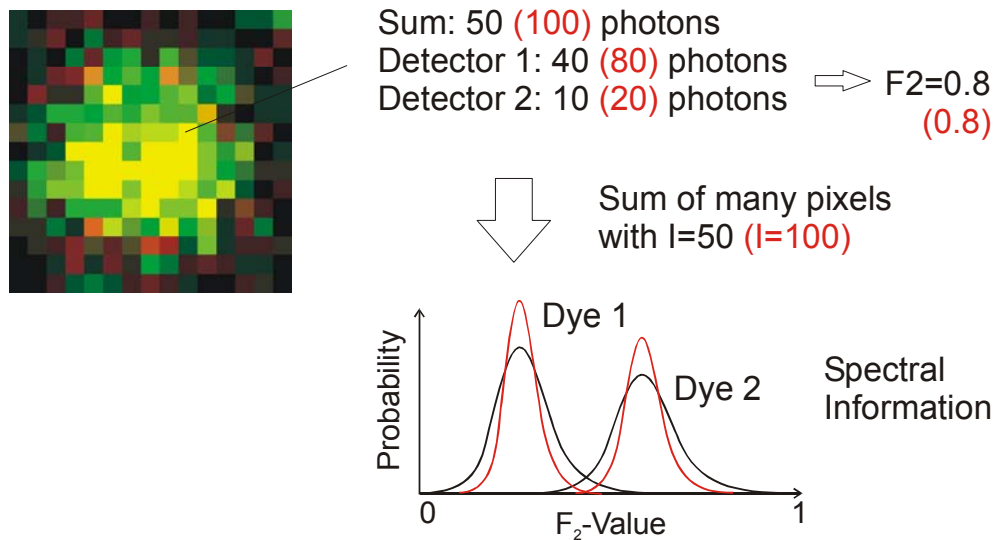 Sum: 50 (100) photons
Detector 1: 40 (80) photons
Detector 2: 10 (20) photons
F2=0.8
(0.8)
Sum of many pixels
with I=50 (I=100)
Dye 1
Dye 2
Probability
Spectral
Information
0
1
F₂-Value